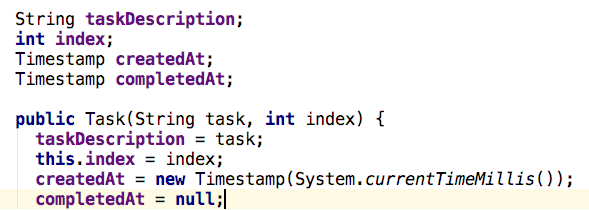 String taskDescription;
int index;
Timestamp createdAt;
Timestamp completedAt;
public Task(String task, int index) {
taskDescription = task;
this.index = index;
createdAt = new Timestamp(System.currentTimeMillis());
completedAt = null;